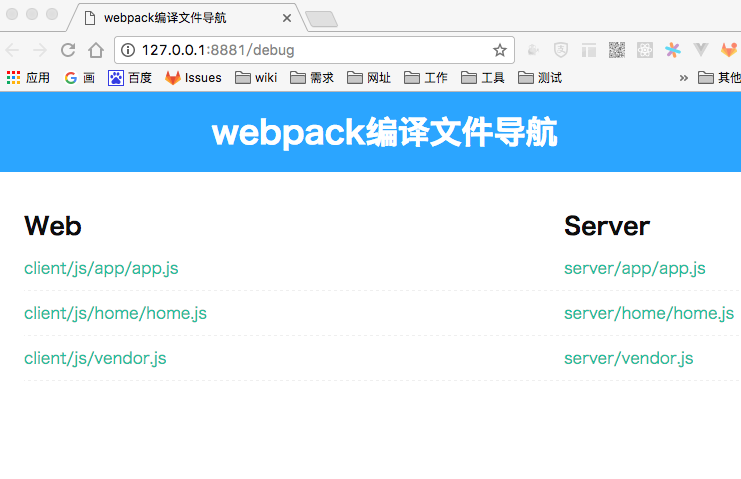 webpack编译文件导航
127.0.0.1:8881/debug
应用 画 百度 Issues wiki 需求 网址 工作 工具 测试 » 其他
webpack编译文件导航
Web
client/js/app/app.js
client/js/home/home.js
client/js/vendor.js
Server
server/app/app.js
server/home/home.js
server/vendor.js